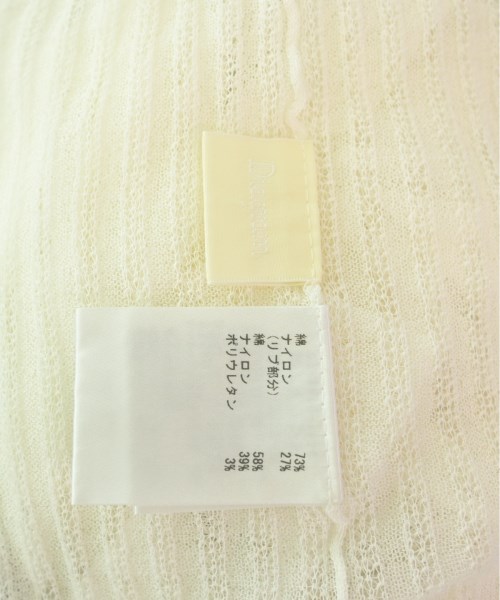 綿 73%
ナイロン 27%
(リブ部分)
綿 58%
ナイロン 39%
ポリウレタン 3%